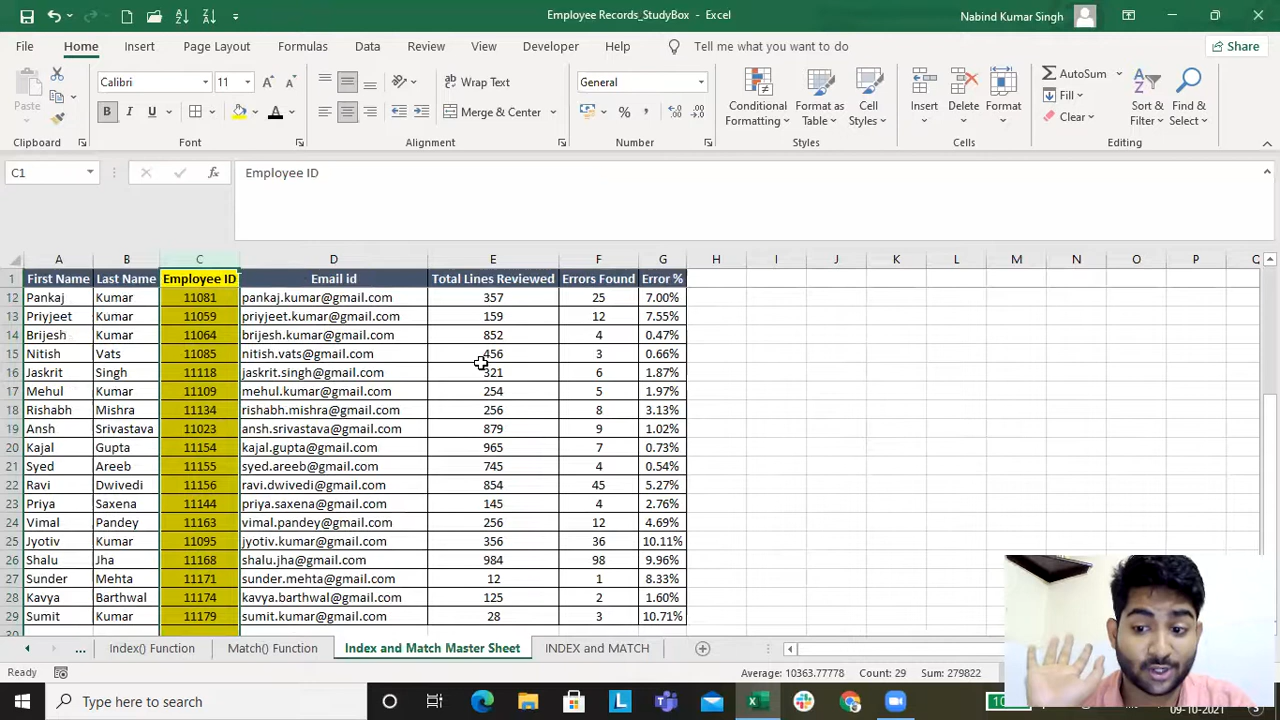 Employee Records_StudyBox - Excel
Nabind Kumar Singh
File Home Insert Page Layout Formulas Data Review View Developer Help Tell me what you want to do Share
Paste
Clipboard
Calibri 11
B I U
Font
Wrap Text
Merge & Center
Alignment
General
Number
Conditional Formatting
Format as Table
Cell Styles
Styles
Insert Delete Format
Cells
AutoSum
Fill
Clear
Sort & Filter
Find & Select
Editing
C1 fx Employee ID
A B C D E F G H I J K L M N O P Q
1 First Name Last Name Employee ID Email id Total Lines Reviewed Errors Found Error %
12 Pankaj Kumar 11081 pankaj.kumar@gmail.com 357 25 7.00%
13 Priyjeet Kumar 11059 priyjeet.kumar@gmail.com 159 12 7.55%
14 Brijesh Kumar 11064 brijesh.kumar@gmail.com 852 4 0.47%
15 Nitish Vats 11085 nitish.vats@gmail.com 456 3 0.66%
16 Jaskrit Singh 11118 jaskrit.singh@gmail.com 321 6 1.87%
17 Mehul Kumar 11109 mehul.kumar@gmail.com 254 5 1.97%
18 Rishabh Mishra 11134 rishabh.mishra@gmail.com 256 8 3.13%
19 Ansh Srivastava 11023 ansh.srivastava@gmail.com 879 9 1.02%
20 Kajal Gupta 11154 kajal.gupta@gmail.com 965 7 0.73%
21 Syed Areeb 11155 syed.areeb@gmail.com 745 4 0.54%
22 Ravi Dwivedi 11156 ravi.dwivedi@gmail.com 854 45 5.27%
23 Priya Saxena 11144 priya.saxena@gmail.com 145 4 2.76%
24 Vimal Pandey 11163 vimal.pandey@gmail.com 256 12 4.69%
25 Jyotiv Kumar 11095 jyotiv.kumar@gmail.com 356 36 10.11%
26 Shalu Jha 11168 shalu.jha@gmail.com 984 98 9.96%
27 Sunder Mehta 11171 sunder.mehta@gmail.com 12 1 8.33%
28 Kavya Barthwal 11174 kavya.barthwal@gmail.com 125 2 1.60%
29 Sumit Kumar 11179 sumit.kumar@gmail.com 28 3 10.71%
... Index() Function Match() Function Index and Match Master Sheet INDEX and MATCH
Ready Average: 10363.77778 Count: 29 Sum: 279822
Type here to search
09-10-2021